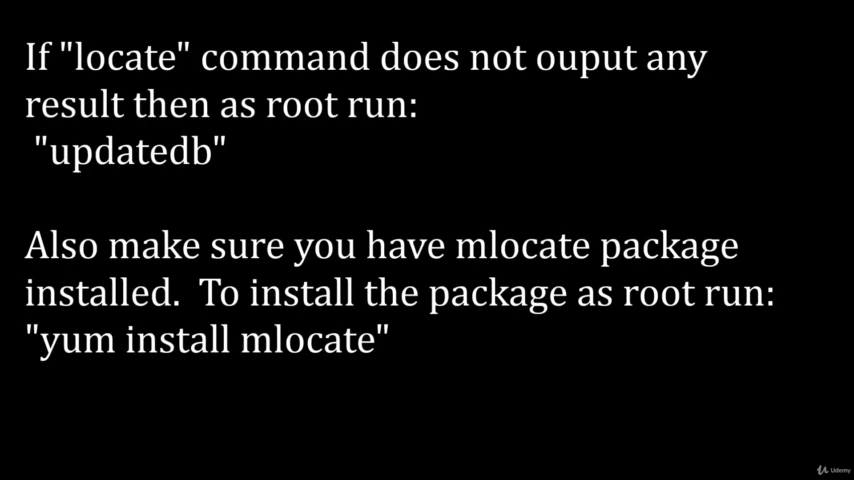 If "locate" command does not ouput any
result then as root run:
"updatedb"
Also make sure you have mlocate package
installed.  To install the package as root run:
"yum install mlocate"
Udemy